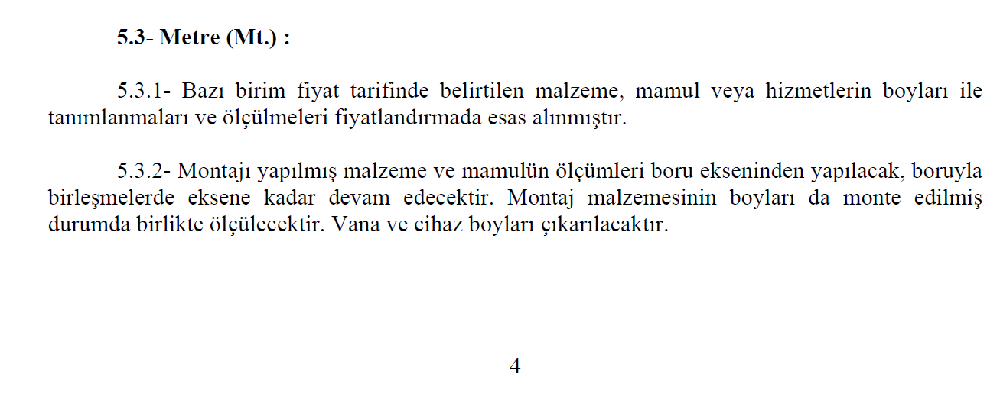 5.3- Metre (Mt.) :
5.3.1- Bazı birim fiyat tarifinde belirtilen malzeme, mamul veya hizmetlerin boyları ile
tanımlanmaları ve ölçülmeleri fiyatlandırmada esas alınmıştır.
5.3.2- Montajı yapılmış malzeme ve mamulün ölçümleri boru ekseninden yapılacak, boruyla
birleşmelerde eksene kadar devam edecektir. Montaj malzemesinin boyları da monte edilmiş
durumda birlikte ölçülecektir. Vana ve cihaz boyları çıkarılacaktır.
4